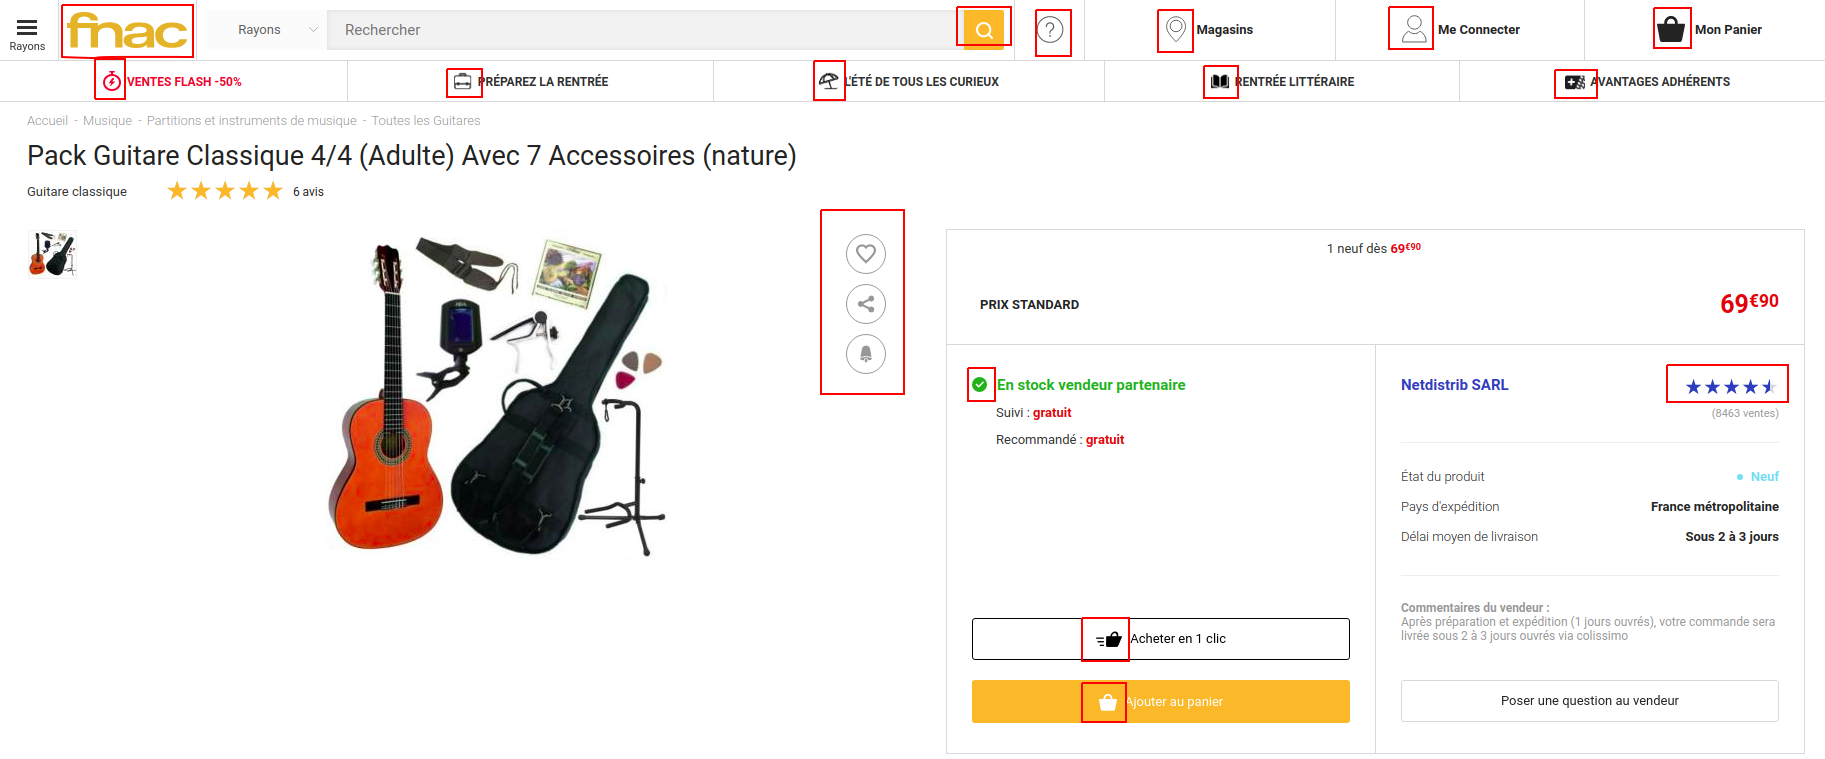 Rayons
fnac
Rayons
Rechercher
?
Magasins
Me Connecter
Mon Panier
VENTES FLASH -50%
PRÉPAREZ LA RENTRÉE
L'ÉTÉ DE TOUS LES CURIEUX
RENTRÉE LITTÉRAIRE
AVANTAGES ADHÉRENTS
Accueil - Musique - Partitions et instruments de musique - Toutes les Guitares
Pack Guitare Classique 4/4 (Adulte) Avec 7 Accessoires (nature)
Guitare classique
6 avis
1 neuf dès 69€90
PRIX STANDARD
69€90
En stock vendeur partenaire
Suivi : gratuit
Recommandé : gratuit
Acheter en 1 clic
Ajouter au panier
Netdistrib SARL
(8463 ventes)
État du produit
Neuf
Pays d'expédition
France métropolitaine
Délai moyen de livraison
Sous 2 à 3 jours
Commentaires du vendeur :
Après préparation et expédition (1 jours ouvrés), votre commande sera
livrée sous 2 à 3 jours ouvrés via colissimo
Poser une question au vendeur